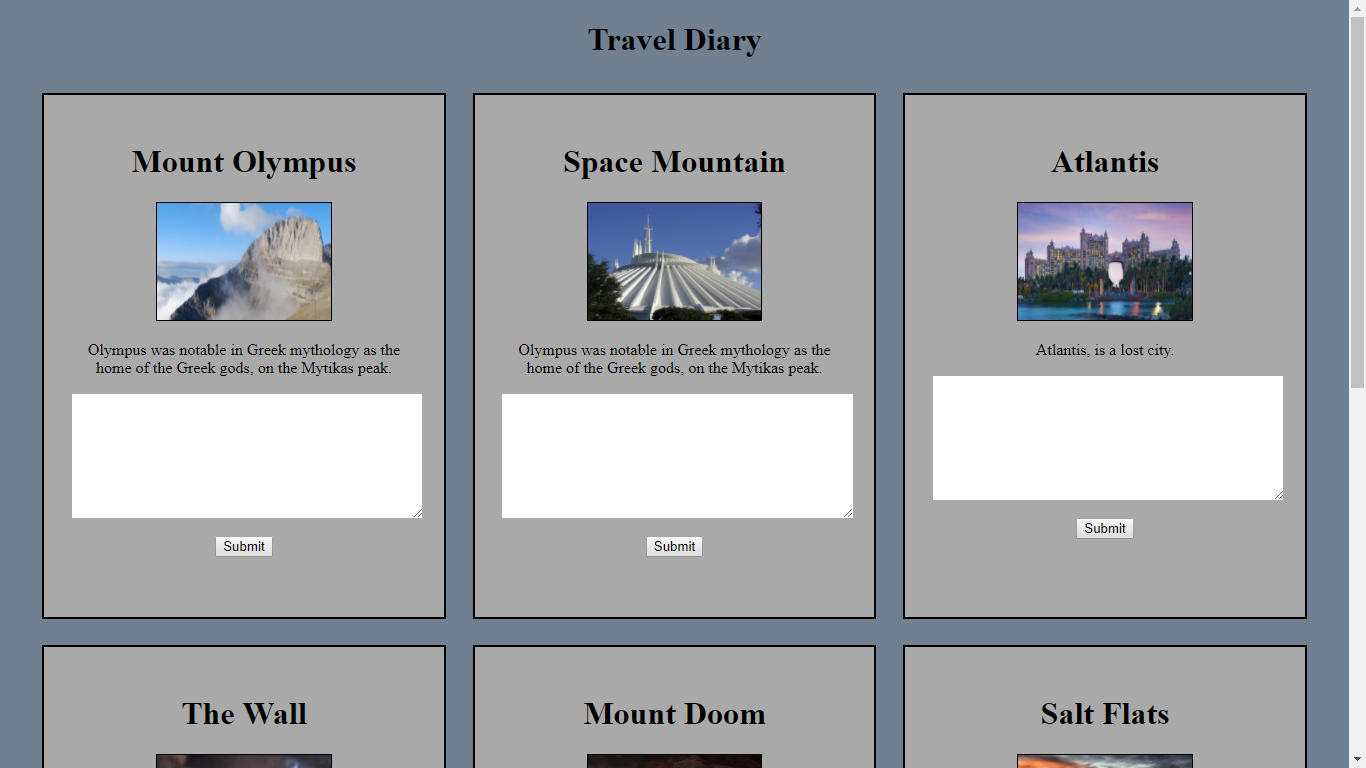 Travel Diary
Mount Olympus
Olympus was notable in Greek mythology as the
home of the Greek gods, on the Mytikas peak.
Submit
Space Mountain
Olympus was notable in Greek mythology as the
home of the Greek gods, on the Mytikas peak.
Submit
Atlantis
Atlantis, is a lost city.
Submit
The Wall
Mount Doom
Salt Flats